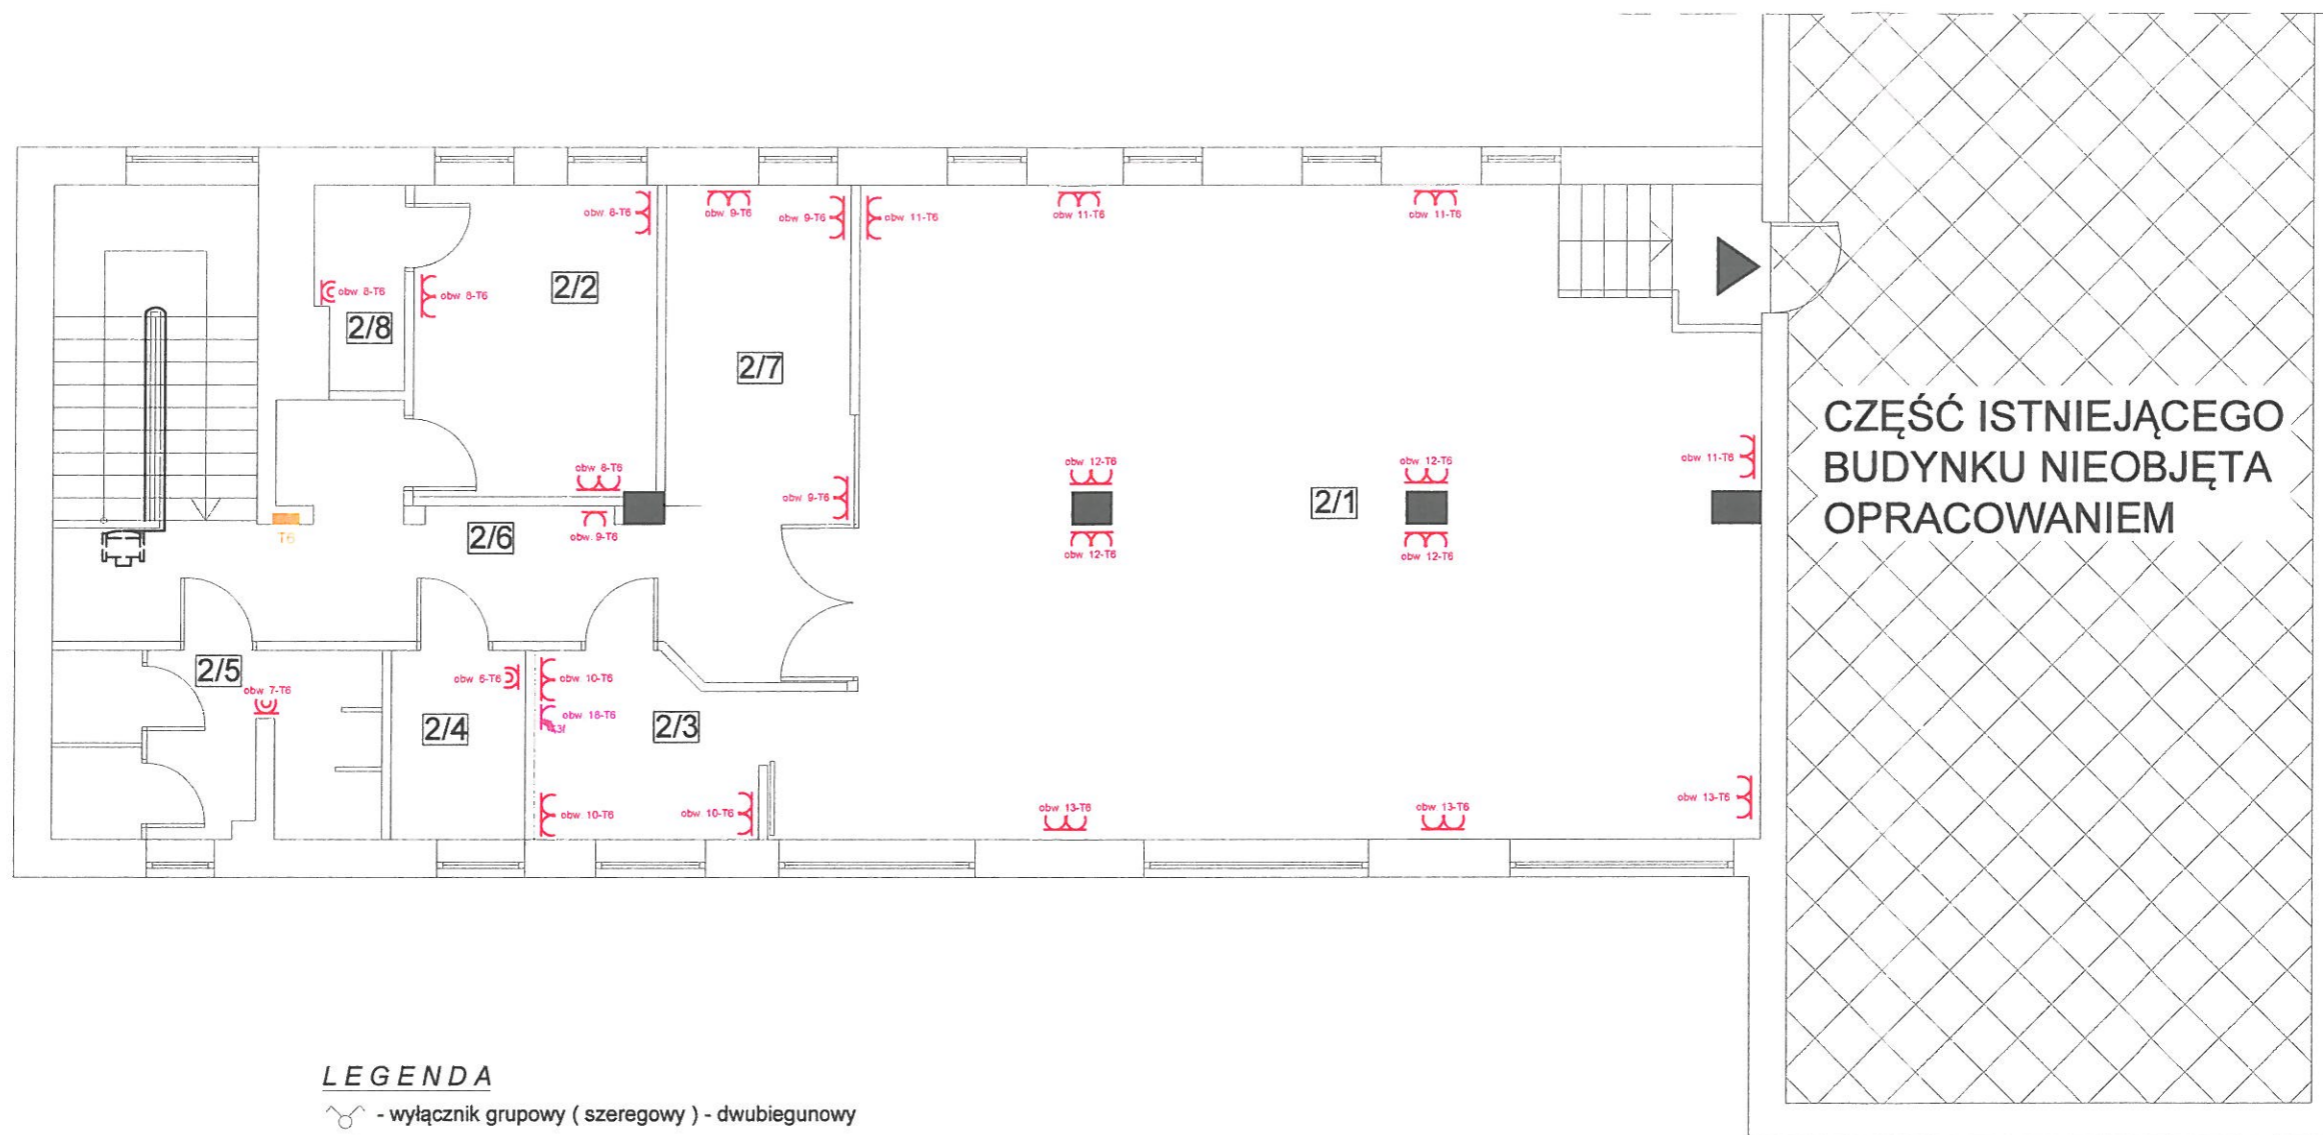 obw 8-T6
obw. 9-T6
obw 9-T6
obw 11-T6
obw 11-T6
obw 11-T6
obw 8-T6
obw 8-T6
2/2
2/8
2/7
CZĘŚĆ ISTNIEJĄCEGO
BUDYNKU NIEOBJĘTA
OPRACOWANIEM
obw 8-T6
obw 9-T6
obw 12-T6
obw 12-T6
obw 11-T6
2/1
T6
2/6
obw. 9-T6
obw 12-T6
obw 12-T6
2/5
obw 7-T6
obw 6-T6
obw 10-T6
obw 18-T6
3f
2/4
2/3
obw 10-T6
obw 10-T6
obw 13-T6
obw 13-T6
obw 13-T6
LEGENDA
- wyłącznik grupowy ( szeregowy ) - dwubiegunowy